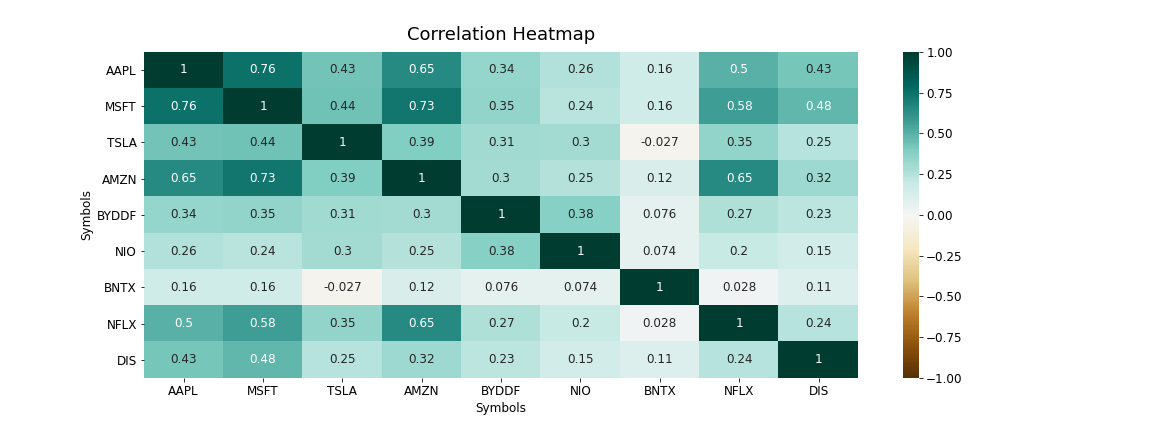 Correlation Heatmap
AAPL 1 0.76 0.43 0.65 0.34 0.26 0.16 0.5 0.43
MSFT 0.76 1 0.44 0.73 0.35 0.24 0.16 0.58 0.48
TSLA 0.43 0.44 1 0.39 0.31 0.3 -0.027 0.35 0.25
AMZN 0.65 0.73 0.39 1 0.3 0.25 0.12 0.65 0.32
BYDDF 0.34 0.35 0.31 0.3 1 0.38 0.076 0.27 0.23
NIO 0.26 0.24 0.3 0.25 0.38 1 0.074 0.2 0.15
BNTX 0.16 0.16 -0.027 0.12 0.076 0.074 1 0.028 0.11
NFLX 0.5 0.58 0.35 0.65 0.27 0.2 0.028 1 0.24
DIS 0.43 0.48 0.25 0.32 0.23 0.15 0.11 0.24 1
AAPL MSFT TSLA AMZN BYDDF NIO BNTX NFLX DIS
Symbols
Symbols
1.00
0.75
0.50
0.25
0.00
−0.25
−0.50
−0.75
−1.00